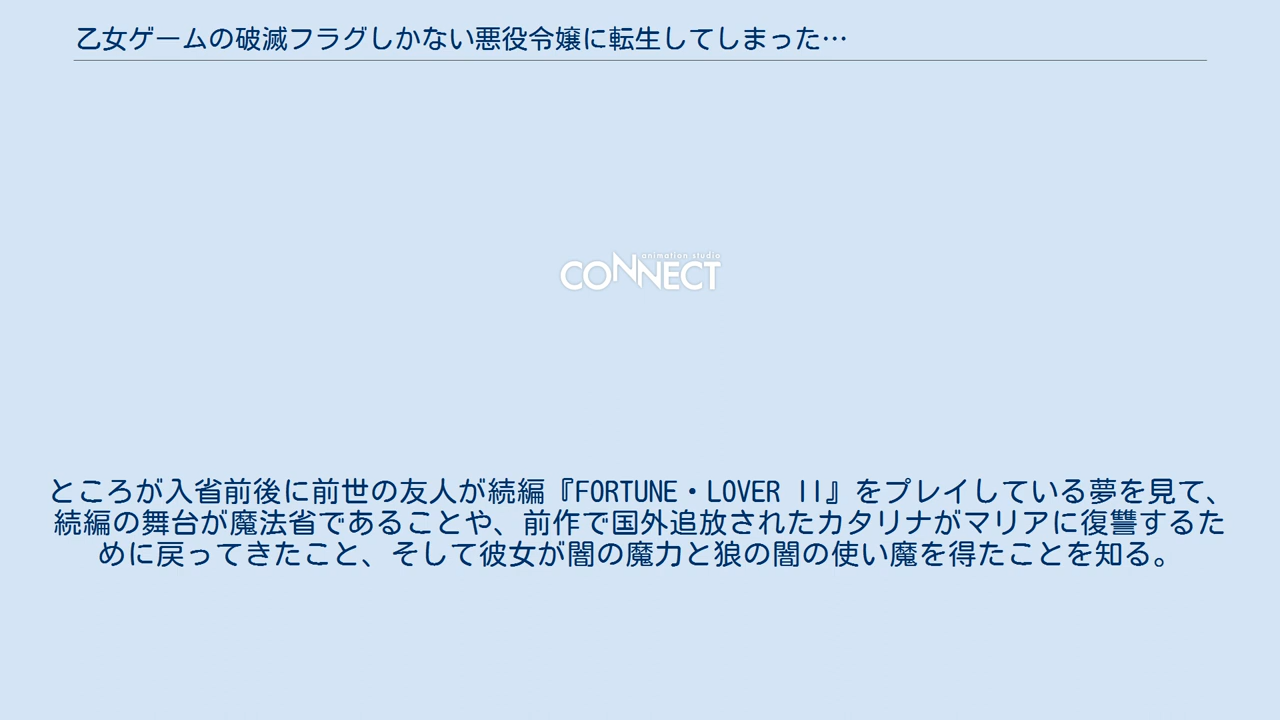 乙女ゲームの破滅フラグしかない悪役令嬢に転生してしまった…
animation studio
CONNECT
ところが入省前後に前世の友人が続編『FORTUNE・LOVER II』をプレイしている夢を見て、
続編の舞台が魔法省であることや、前作で国外追放されたカタリナがマリアに復讐するた
めに戻ってきたこと、そして彼女が闇の魔力と狼の闇の使い魔を得たことを知る。